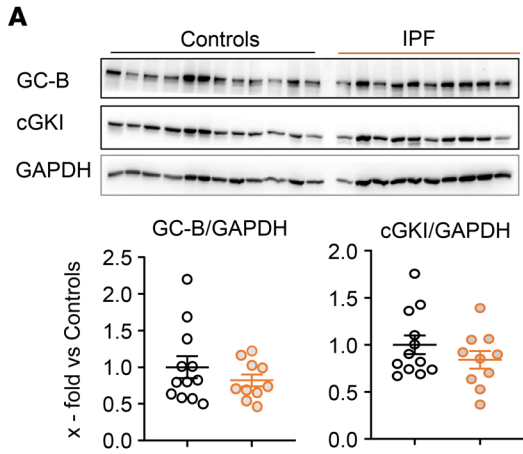 A
Controls IPF
GC-B
cGKI
GAPDH
GC-B/GAPDH
cGKI/GAPDH
x - fold vs Controls
2.5
2.0
1.5
1.0
0.5
0.0
2.0
1.5
1.0
0.5
0.0